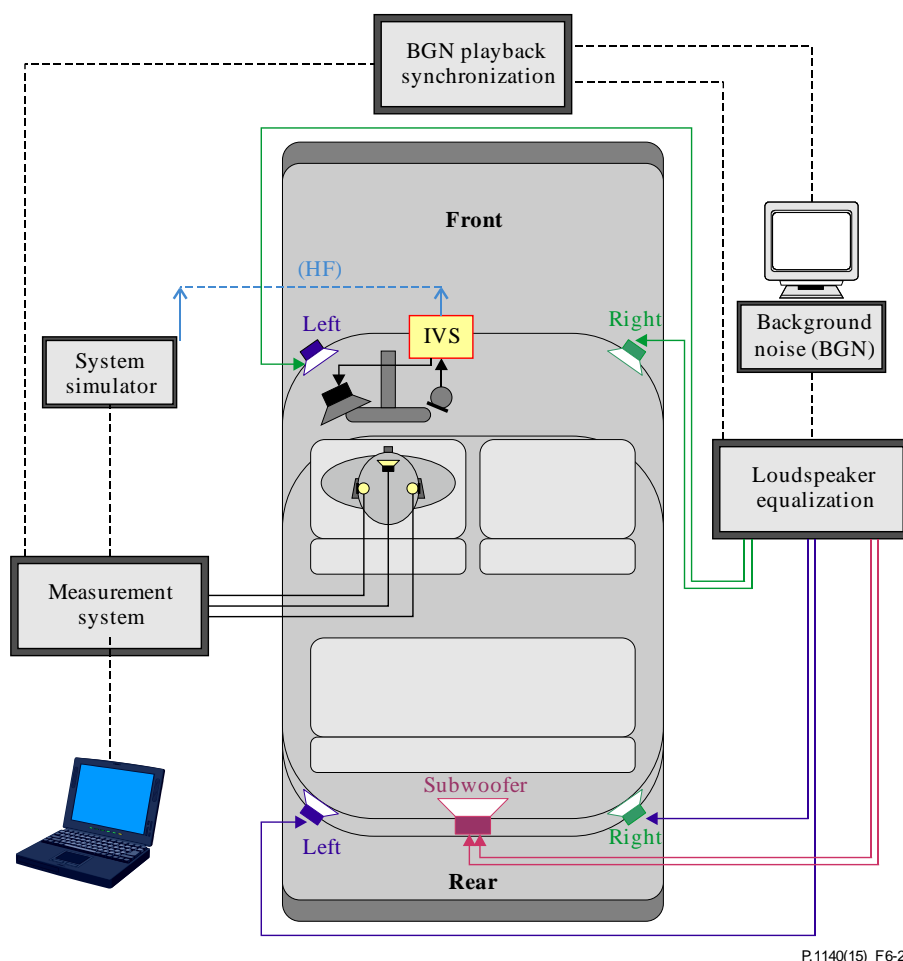 BGN playback
synchronization
Front
(HF)
Left
IVS
Right
Background
noise (BGN)
System
simulator
Loudspeaker
equalization
Measurement
system
Subwoofer
Left
Right
Rear
P.1140(15)_F6-2